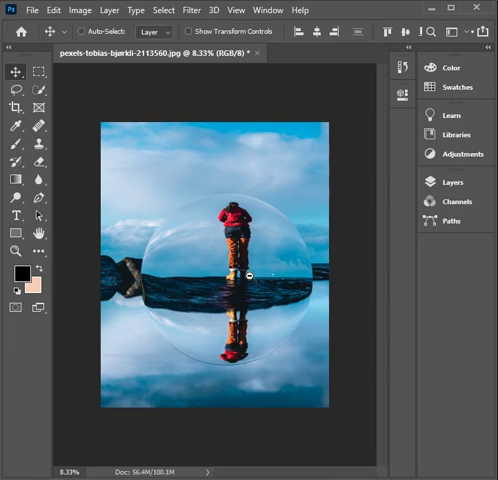 Ps File Edit Image Layer Type Select Filter 3D View Window Help
Auto-Select: Layer Show Transform Controls
pexels-tobias-bjørkli-2113560.jpg @ 8.33% (RGB/8) * ×
Color
Swatches
Learn
Libraries
Adjustments
Layers
Channels
Paths
8.33% Doc: 56.4M/100.1M